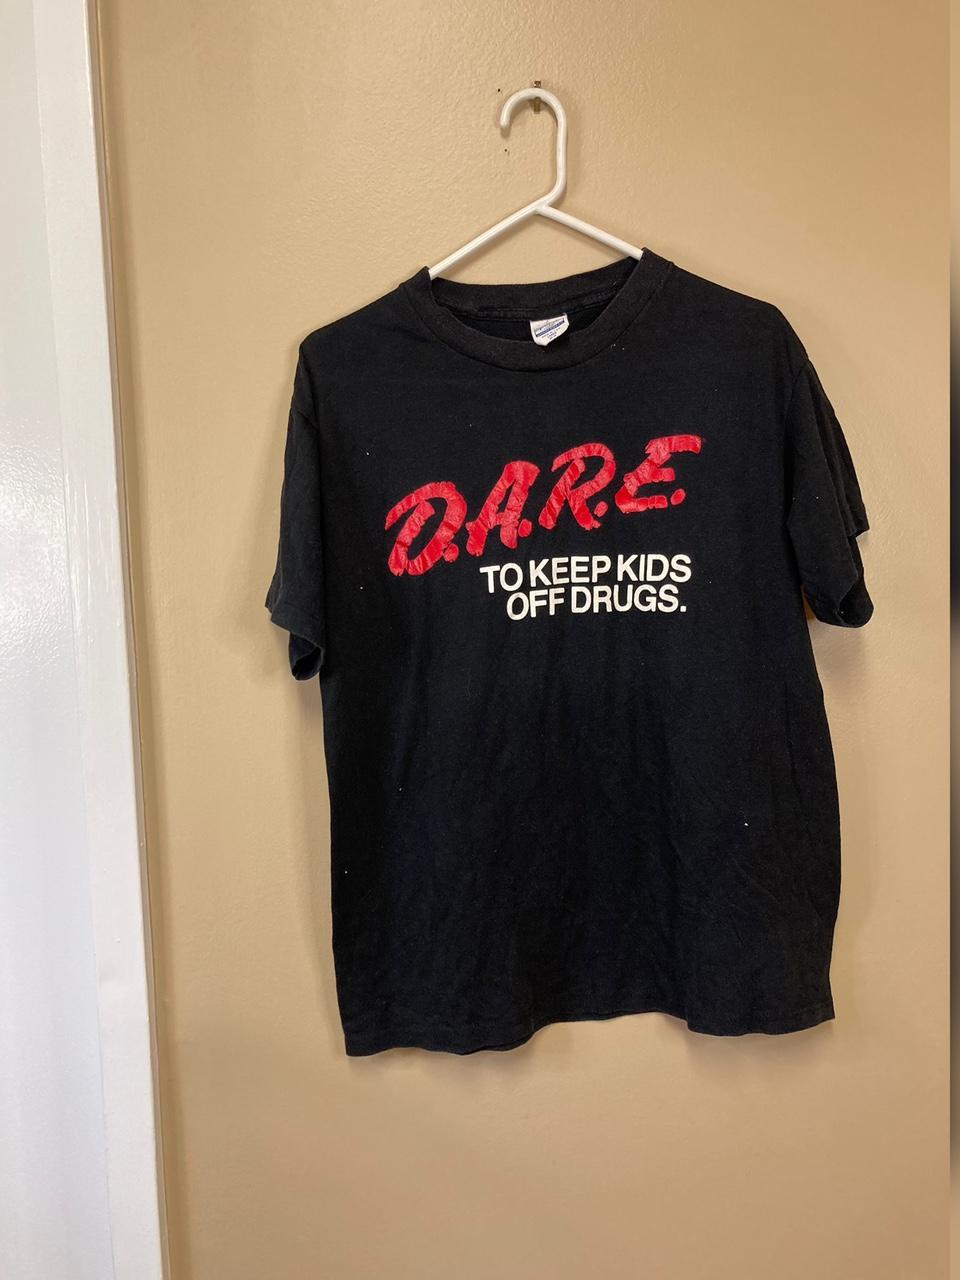 D.A.R.E.
TO KEEP KIDS
OFF DRUGS.